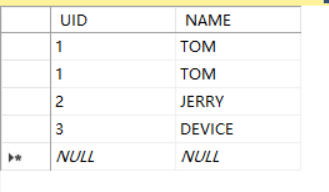 UID NAME
1 TOM
1 TOM
2 JERRY
3 DEVICE
NULL NULL